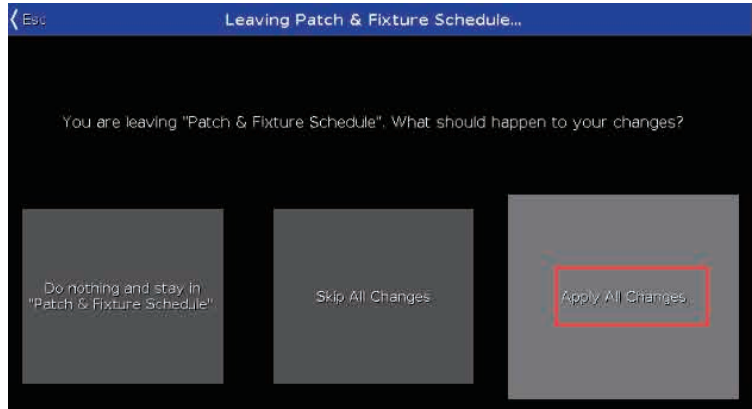 Esc
Leaving Patch & Fixture Schedule...
You are leaving "Patch & Fixture Schedule". What should happen to your changes?
Do nothing and stay in
"Patch & Fixture Schedule"
Skip All Changes
Apply All Changes